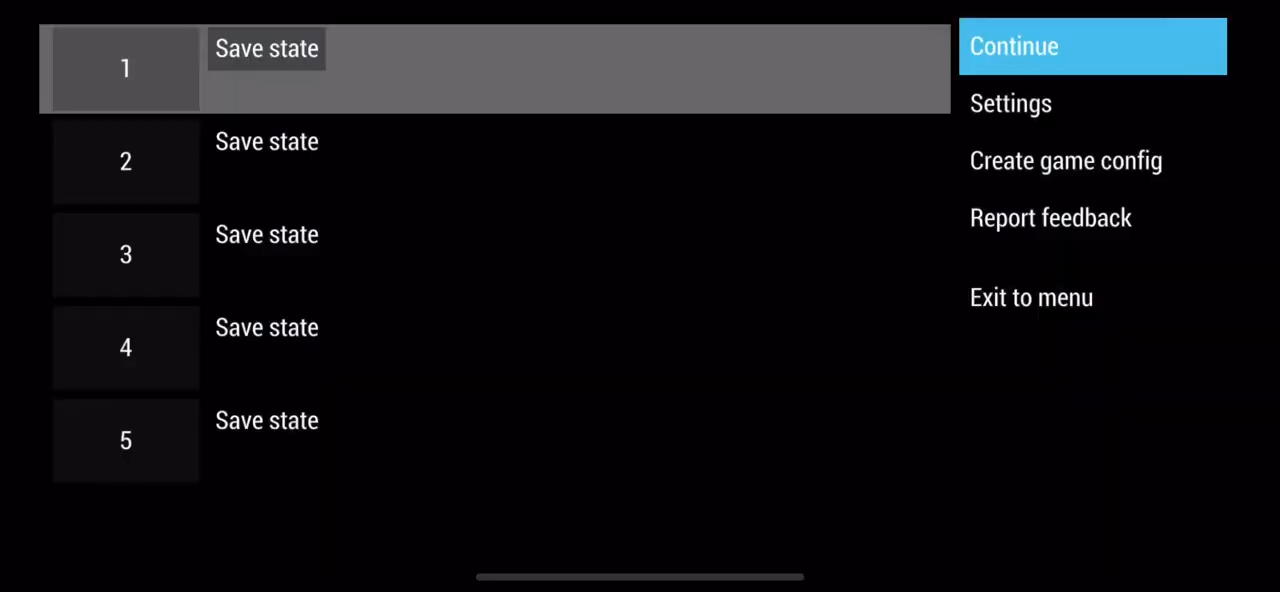 1
Save state
2
Save state
3
Save state
4
Save state
5
Save state
Continue
Settings
Create game config
Report feedback
Exit to menu